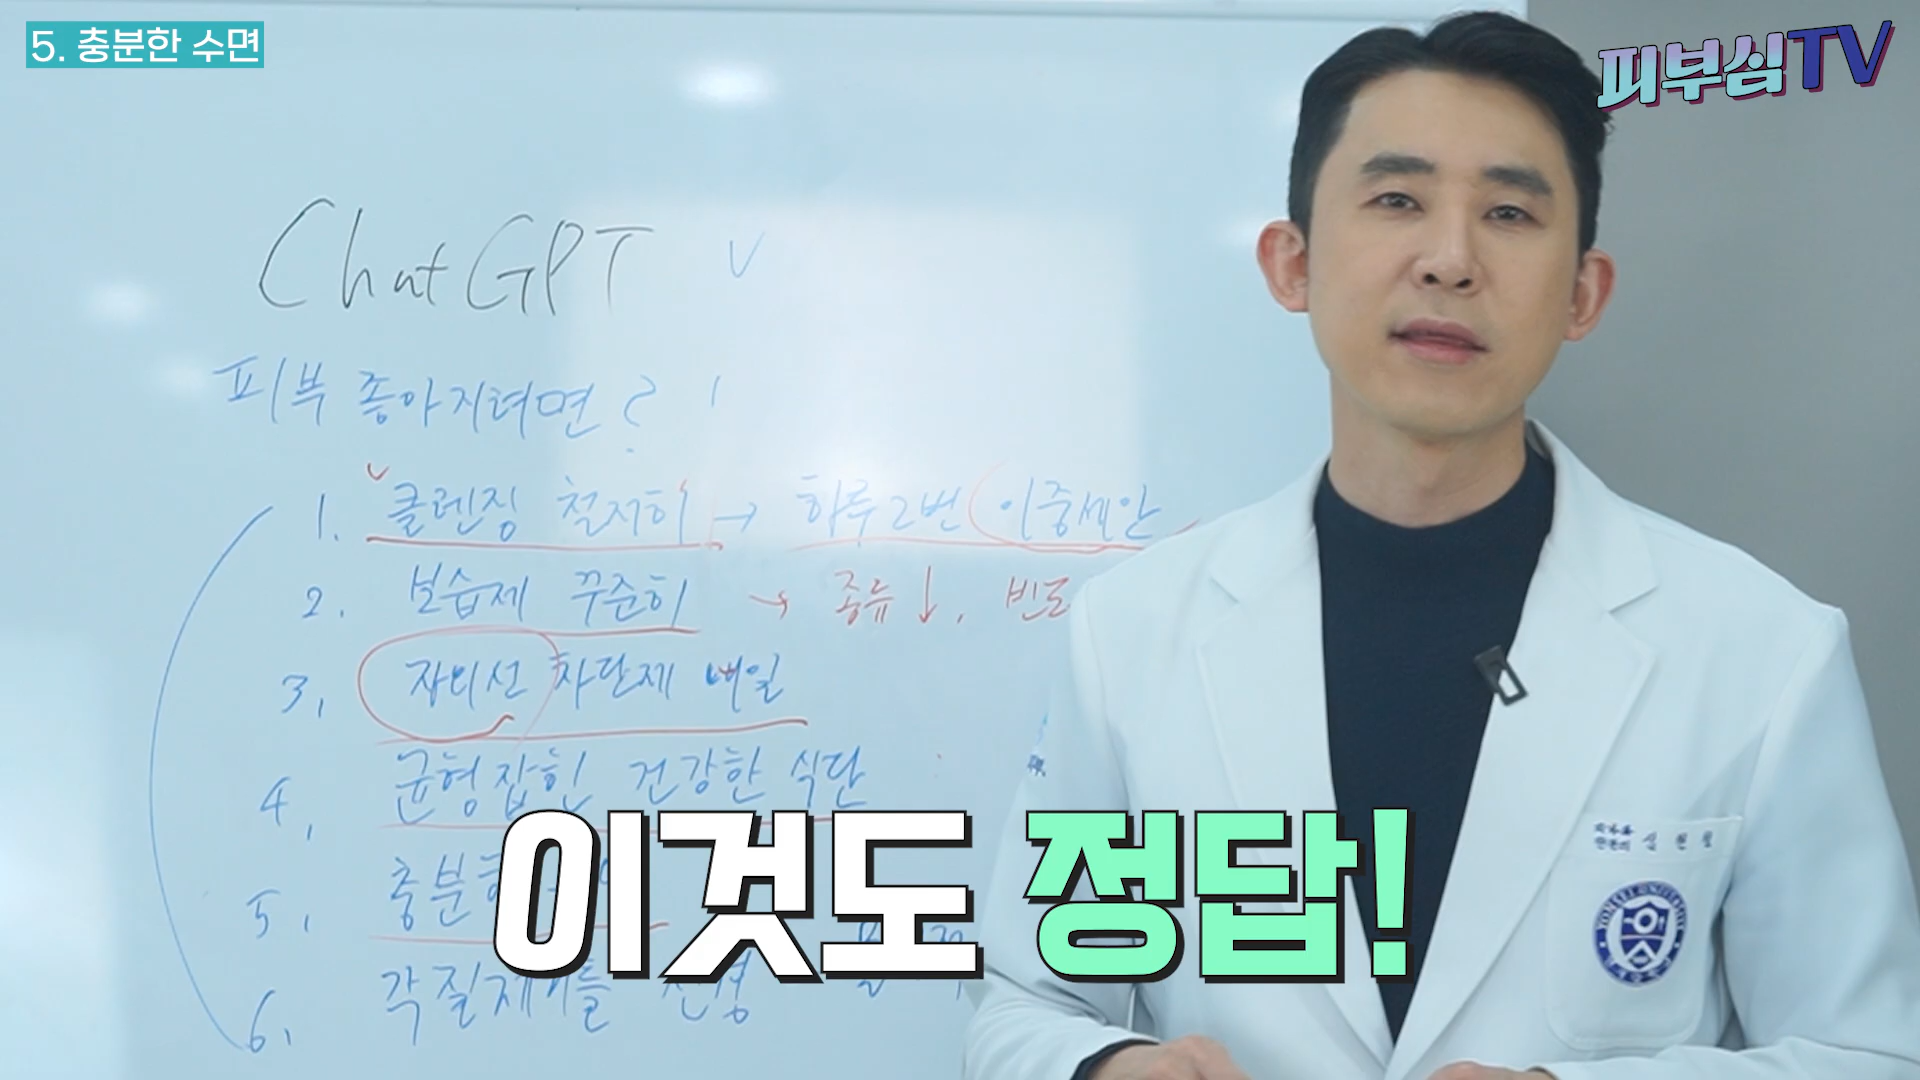 5. 충분한 수면
피부심TV
ChatGPT
피부 좋아지려면?
1. 클렌징 철저히 → 하루 2번 (이중세안
2. 보습제 꾸준히 → 종류↓, 빈도
3, 자외선 차단제 매일
4, 균형잡힌 건강한 식단
5, 충분한
이것도 정답!
6, 각질제거를